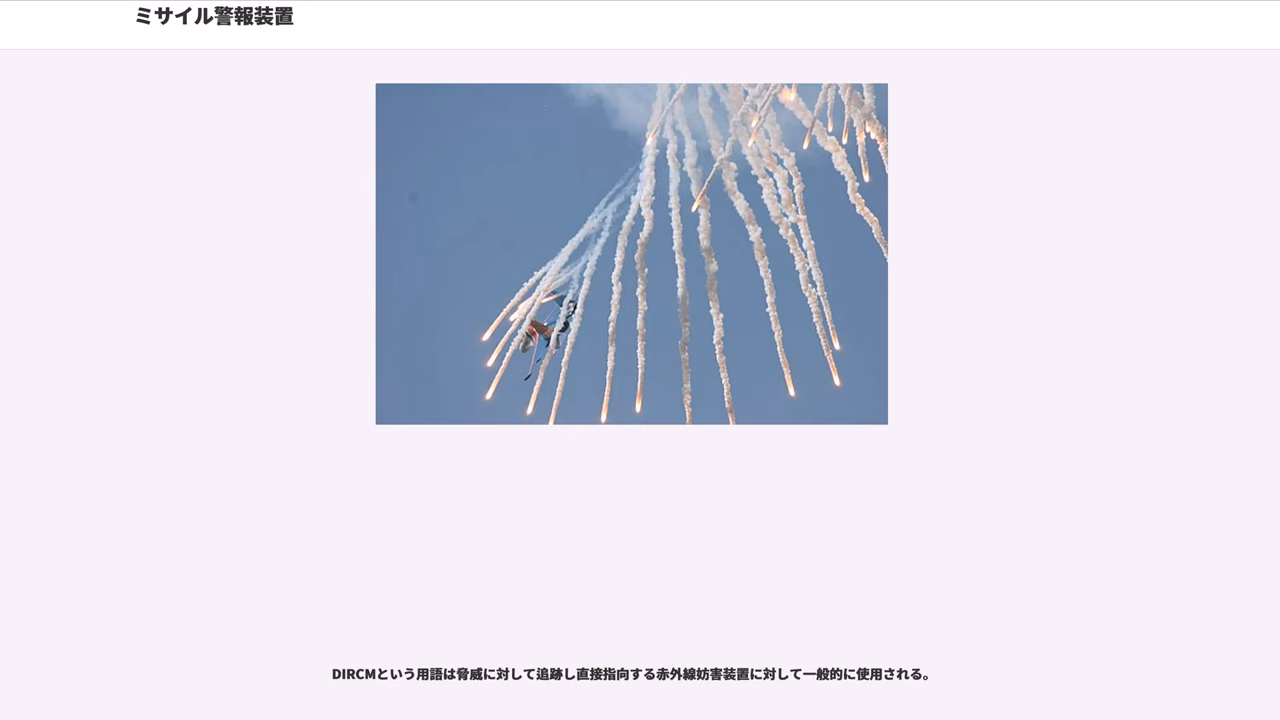 ミサイル警報装置
DIRCMという用語は脅威に対して追跡し直接指向する赤外線妨害装置に対して一般的に使用される。